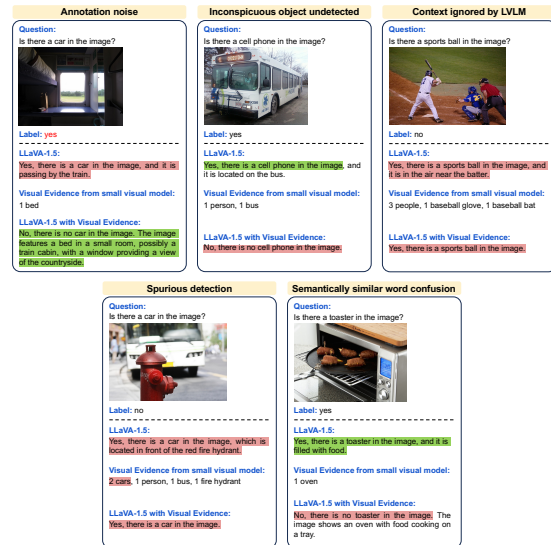 Annotation noise
Question:
Is there a car in the image?
Label: yes
LLaVA-1.5:
Yes, there is a car in the image, and it is
passing by the train.
Visual Evidence from small visual model:
1 bed
LLaVA-1.5 with Visual Evidence:
No, there is no car in the image. The image
features a bed in a small room, possibly a
train cabin, with a window providing a view
of the countryside.
Inconspicuous object undetected
Question:
Is there a cell phone in the image?
Label: yes
LLaVA-1.5:
Yes, there is a cell phone in the image, and
it is located on the bus.
Visual Evidence from small visual model:
1 person, 1 bus
LLaVA-1.5 with Visual Evidence:
No, there is no cell phone in the image.
Context ignored by LVLM
Question:
Is there a sports ball in the image?
Label: no
LLaVA-1.5:
Yes, there is a sports ball in the image, and
it is in the air near the batter.
Visual Evidence from small visual model:
3 people, 1 baseball glove, 1 baseball bat
LLaVA-1.5 with Visual Evidence:
Yes, there is a sports ball in the image.
Spurious detection
Question:
Is there a car in the image?
Label: no
LLaVA-1.5:
Yes, there is a car in the image, which is
located in front of the red fire hydrant.
Visual Evidence from small visual model:
2 cars, 1 person, 1 bus, 1 fire hydrant
LLaVA-1.5 with Visual Evidence:
Yes, there is a car in the image.
Semantically similar word confusion
Question:
Is there a toaster in the image?
Label: yes
LLaVA-1.5:
Yes, there is a toaster in the image, and it is
filled with food.
Visual Evidence from small visual model:
1 oven
LLaVA-1.5 with Visual Evidence:
No, there is no toaster in the image. The
image shows an oven with food cooking on
a tray.